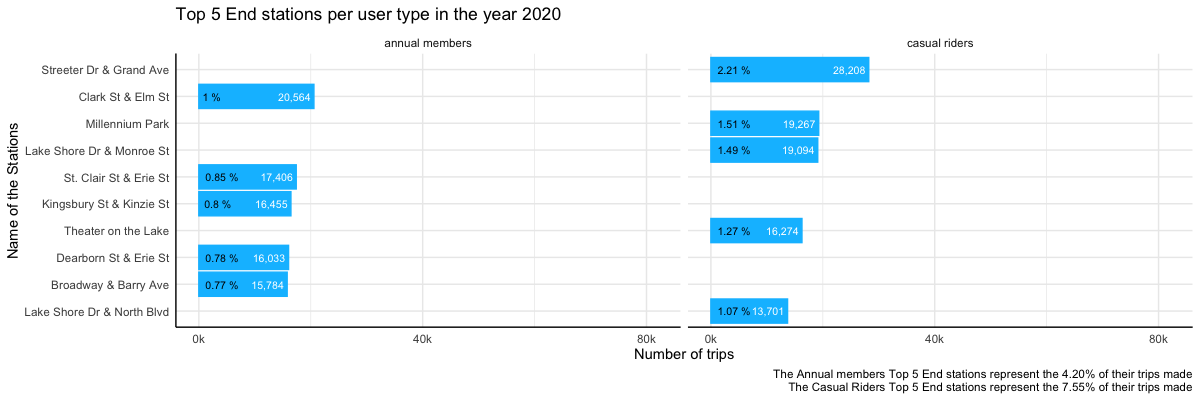 Top 5 End stations per user type in the year 2020
annual members
casual riders
Name of the Stations
Streeter Dr & Grand Ave
2.21 % 28,208
Clark St & Elm St
1 % 20,564
Millennium Park
1.51 % 19,267
Lake Shore Dr & Monroe St
1.49 % 19,094
St. Clair St & Erie St
0.85 % 17,406
Kingsbury St & Kinzie St
0.8 % 16,455
Theater on the Lake
1.27 % 16,274
Dearborn St & Erie St
0.78 % 16,033
Broadway & Barry Ave
0.77 % 15,784
Lake Shore Dr & North Blvd
1.07 % 13,701
0k 40k 80k
0k 40k 80k
Number of trips
The Annual members Top 5 End stations represent the 4.20% of their trips made
The Casual Riders Top 5 End stations represent the 7.55% of their trips made